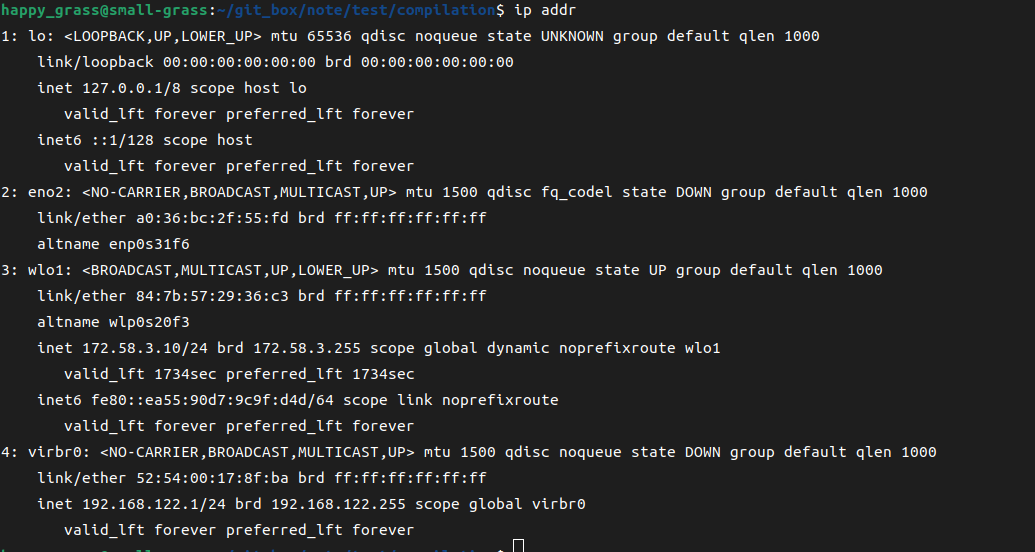 happy_grass@small-grass:~/git_box/note/test/compilation$ ip addr
1: lo: <LOOPBACK,UP,LOWER_UP> mtu 65536 qdisc noqueue state UNKNOWN group default qlen 1000
    link/loopback 00:00:00:00:00:00 brd 00:00:00:00:00:00
    inet 127.0.0.1/8 scope host lo
       valid_lft forever preferred_lft forever
    inet6 ::1/128 scope host
       valid_lft forever preferred_lft forever
2: eno2: <NO-CARRIER,BROADCAST,MULTICAST,UP> mtu 1500 qdisc fq_codel state DOWN group default qlen 1000
    link/ether a0:36:bc:2f:55:fd brd ff:ff:ff:ff:ff:ff
    altname enp0s31f6
3: wlo1: <BROADCAST,MULTICAST,UP,LOWER_UP> mtu 1500 qdisc noqueue state UP group default qlen 1000
    link/ether 84:7b:57:29:36:c3 brd ff:ff:ff:ff:ff:ff
    altname wlp0s20f3
    inet 172.58.3.10/24 brd 172.58.3.255 scope global dynamic noprefixroute wlo1
       valid_lft 1734sec preferred_lft 1734sec
    inet6 fe80::ea55:90d7:9c9f:d4d/64 scope link noprefixroute
       valid_lft forever preferred_lft forever
4: virbr0: <NO-CARRIER,BROADCAST,MULTICAST,UP> mtu 1500 qdisc noqueue state DOWN group default qlen 1000
    link/ether 52:54:00:17:8f:ba brd ff:ff:ff:ff:ff:ff
    inet 192.168.122.1/24 brd 192.168.122.255 scope global virbr0
       valid_lft forever preferred_lft forever